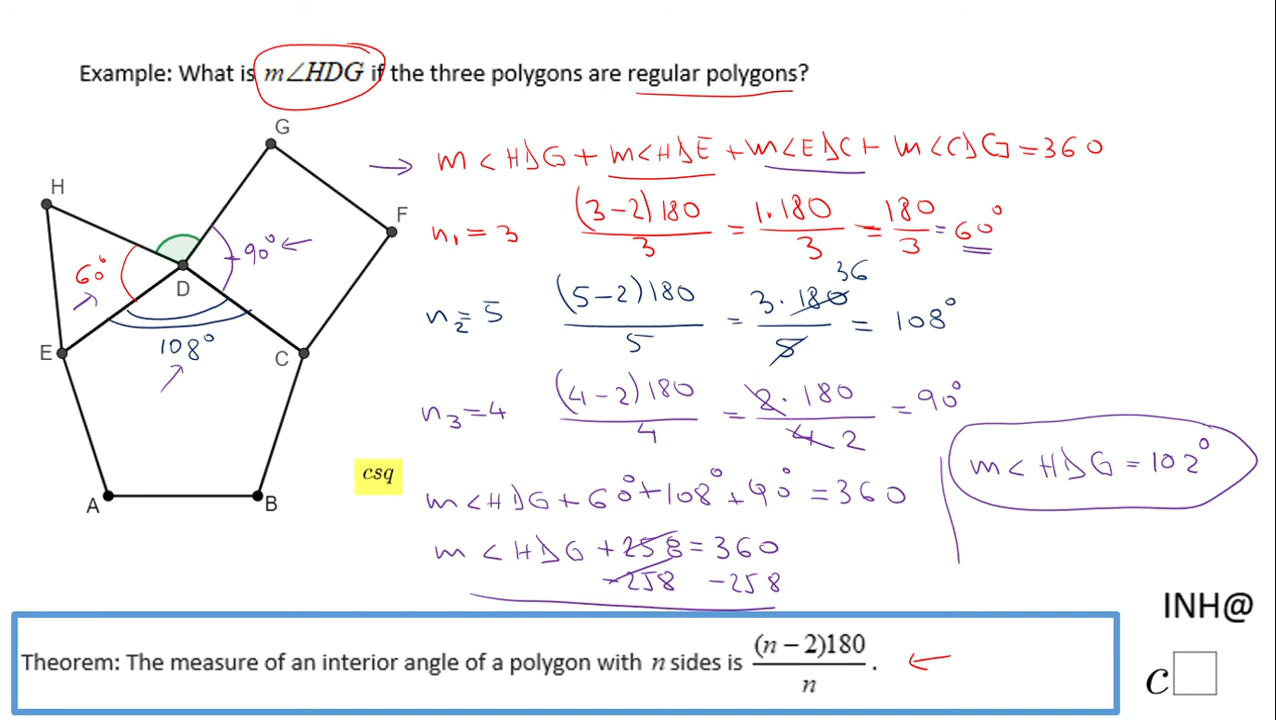 Example: What is m∠HDG if the three polygons are regular polygons?
G
H
F
D
E
C
A
B
60°
90°
108°
m<HDG + m<HDE + m<EDC + m<CDG = 360
n₁ = 3 (3-2)180/3 = 1·180/3 = 180/3 = 60°
n₂ = 5 (5-2)180/5 = 3·180/5 = 108°
36
n₃ = 4 (4-2)180/4 = 2·180/4 = 90°
2
csq
m<HDG + 60° + 108° + 90° = 360
m<HDG + 258 = 360
-258 -258
m<HDG = 102°
INH@
Theorem: The measure of an interior angle of a polygon with n sides is (n-2)180/n.
c